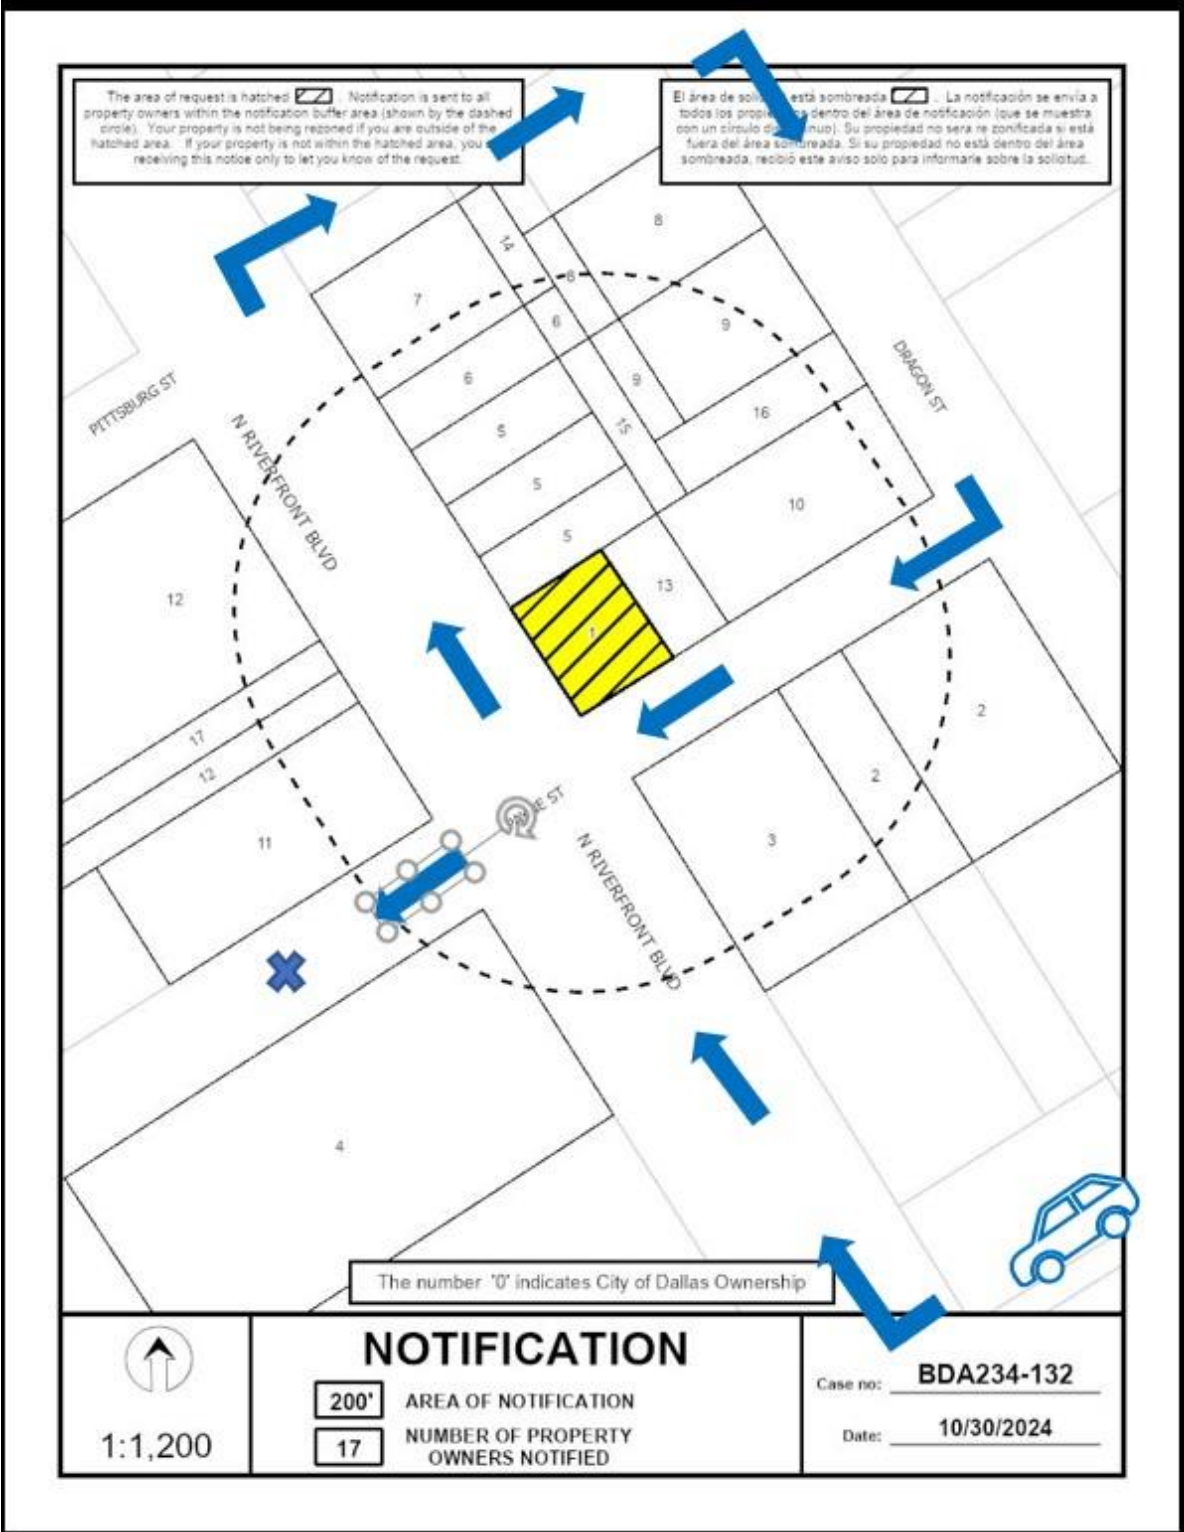 The area of request is hatched . Notification is sent to all
property owners within the notification buffer area (shown by the dashed
circle). Your property is not being rezoned if you are outside of the
hatched area. If your property is not within the hatched area, you
receiving this notice only to let you know of the request.
El área de está sombreada . La notificación se envía a
todos los dentro del área de notificación (que se muestra
con un círculo Su propiedad no sera re zonificada si está
fuera del área sombreada. Si su propiedad no está dentro del área
sombreada, recibió este aviso solo para informarle sobre la solicitud.
8
14
7
8
6
9
6
9
DRAGON ST
PITTSBURG ST
16
5
15
N RIVERFRONT BLVD
5
10
5
13
12
1
2
17
12
2
ST
11
3
N RIVERFRONT BLVD
4
The number '0' indicates City of Dallas Ownership
1:1,200
NOTIFICATION
200' AREA OF NOTIFICATION
17 NUMBER OF PROPERTY
OWNERS NOTIFIED
Case no: BDA234-132
Date: 10/30/2024